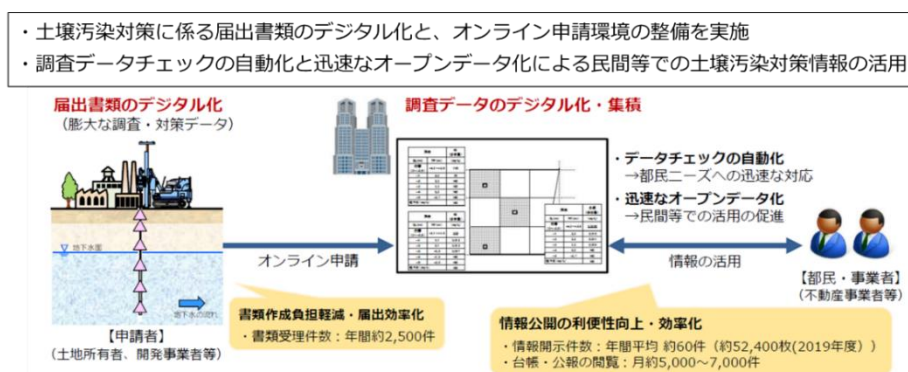 ・土壌汚染対策に係る届出書類のデジタル化と、オンライン申請環境の整備を実施
・調査データチェックの自動化と迅速なオープンデータ化による民間等での土壌汚染対策情報の活用
届出書類のデジタル化
(膨大な調査・対策データ)
調査データのデジタル化・集積
・データチェックの自動化
→都民ニーズへの迅速な対応
・迅速なオープンデータ化
→民間等での活用の促進
地下水面
地下水の流れ
オンライン申請
情報の活用
【申請者】
(土地所有者、開発事業者等)
【都民・事業者】
(不動産事業者等)
書類作成負担軽減・届出効率化
・書類受理件数：年間約2,500件
情報公開の利便性向上・効率化
・情報開示件数：年間平均 約60件（約52,400枚(2019年度））
・台帳・公報の閲覧：月約5,000～7,000件